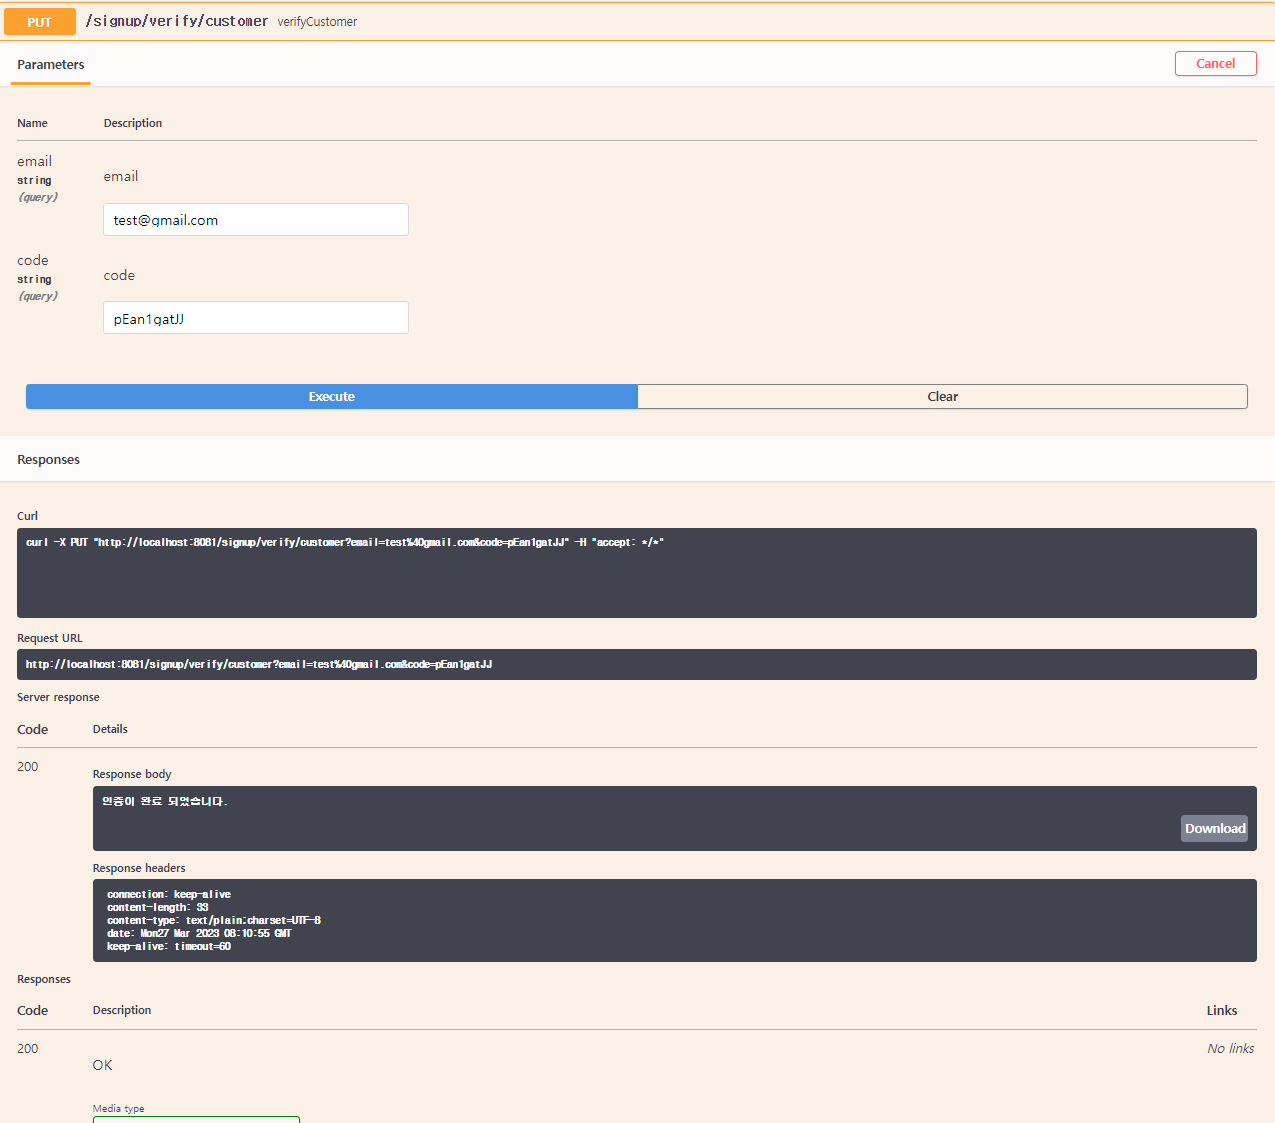 PUT /signup/verify/customer verifyCustomer
Parameters
Cancel
Name Description
email
string
(query)
email
test@gmail.com
code
string
(query)
code
pEan1gatJJ
Execute Clear
Responses
Curl
curl -X PUT "http://localhost:8081/signup/verify/customer?email=test%40gmail.com&code=pEan1gatJJ" -H "accept: */*"
Request URL
http://localhost:8081/signup/verify/customer?email=test%40gmail.com&code=pEan1gatJJ
Server response
Code Details
200
Response body
인증이 완료 되었습니다.
Download
Response headers
connection: keep-alive
content-length: 33
content-type: text/plain;charset=UTF-8
date: Mon27 Mar 2023 08:10:55 GMT
keep-alive: timeout=60
Responses
Code Description Links
200
OK
No links
Media type